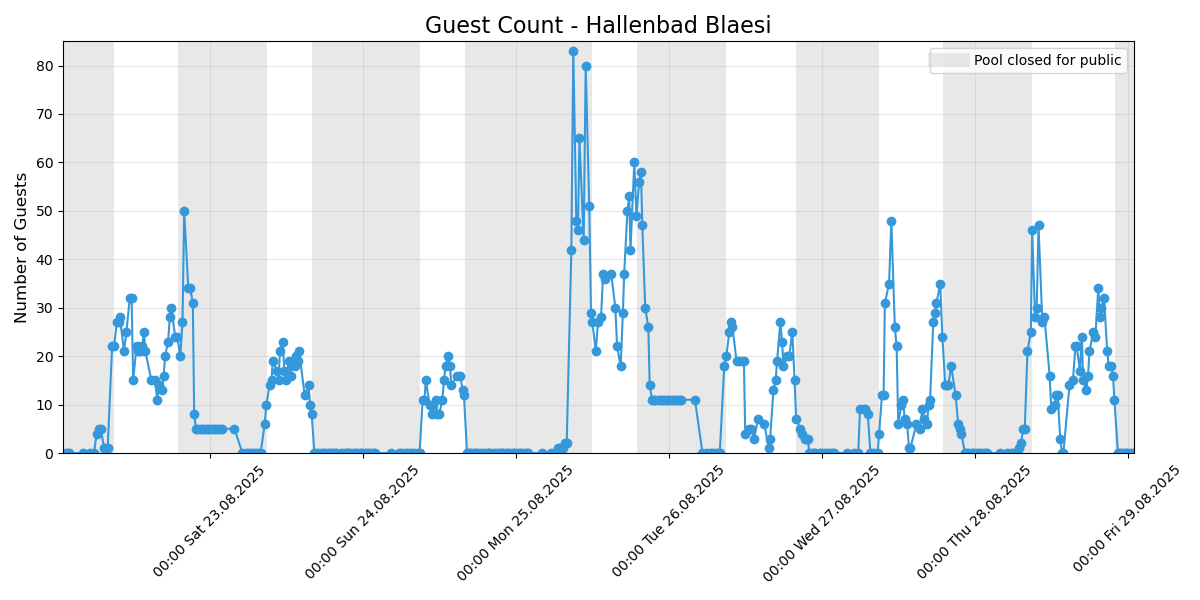 Guest Count - Hallenbad Blaesi
Pool closed for public
Number of Guests
80
70
60
50
40
30
20
10
0
00:00 Sat 23.08.2025
00:00 Sun 24.08.2025
00:00 Mon 25.08.2025
00:00 Tue 26.08.2025
00:00 Wed 27.08.2025
00:00 Thu 28.08.2025
00:00 Fri 29.08.2025